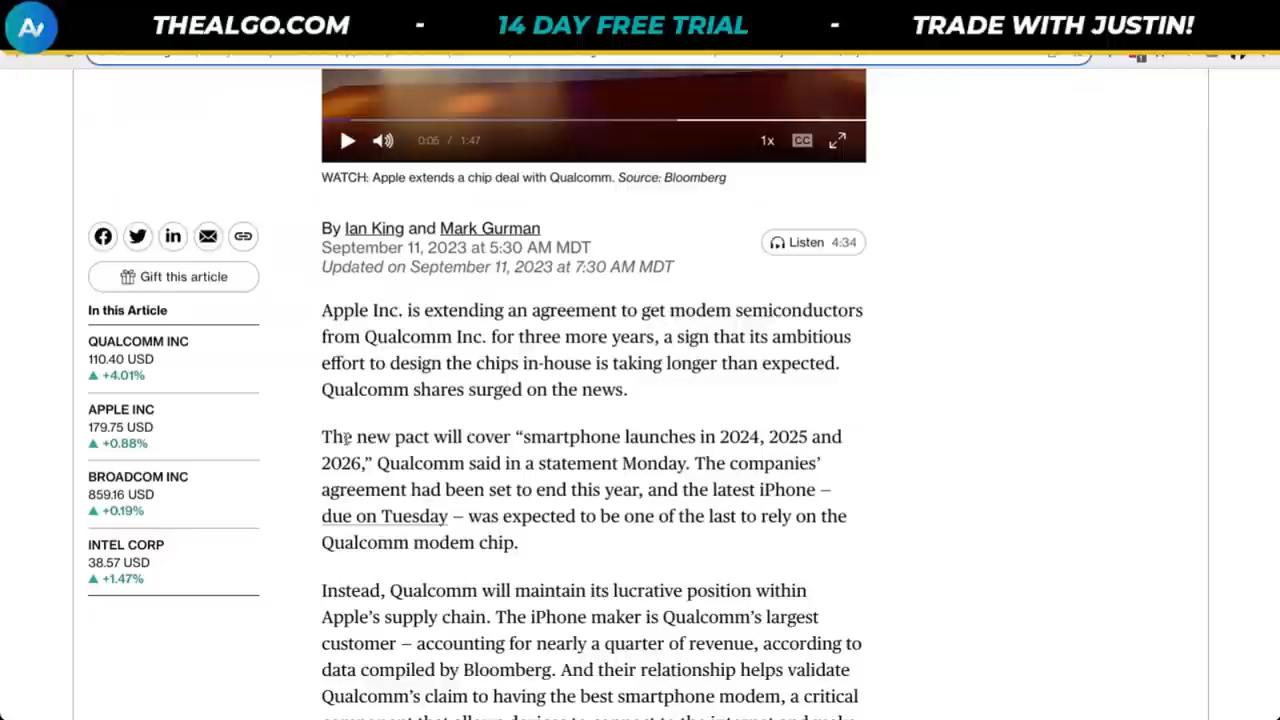 THEALGO.COM - 14 DAY FREE TRIAL - TRADE WITH JUSTIN!
0:05 / 1:47
1x CC
WATCH: Apple extends a chip deal with Qualcomm. Source: Bloomberg
By Ian King and Mark Gurman
September 11, 2023 at 5:30 AM MDT
Updated on September 11, 2023 at 7:30 AM MDT
Listen 4:34
Gift this article
In this Article
QUALCOMM INC
110.40 USD
▲ +4.01%
APPLE INC
179.75 USD
▲ +0.88%
BROADCOM INC
859.16 USD
▲ +0.19%
INTEL CORP
38.57 USD
▲ +1.47%
Apple Inc. is extending an agreement to get modem semiconductors
from Qualcomm Inc. for three more years, a sign that its ambitious
effort to design the chips in-house is taking longer than expected.
Qualcomm shares surged on the news.
The new pact will cover “smartphone launches in 2024, 2025 and
2026,” Qualcomm said in a statement Monday. The companies’
agreement had been set to end this year, and the latest iPhone —
due on Tuesday — was expected to be one of the last to rely on the
Qualcomm modem chip.
Instead, Qualcomm will maintain its lucrative position within
Apple’s supply chain. The iPhone maker is Qualcomm’s largest
customer — accounting for nearly a quarter of revenue, according to
data compiled by Bloomberg. And their relationship helps validate
Qualcomm’s claim to having the best smartphone modem, a critical